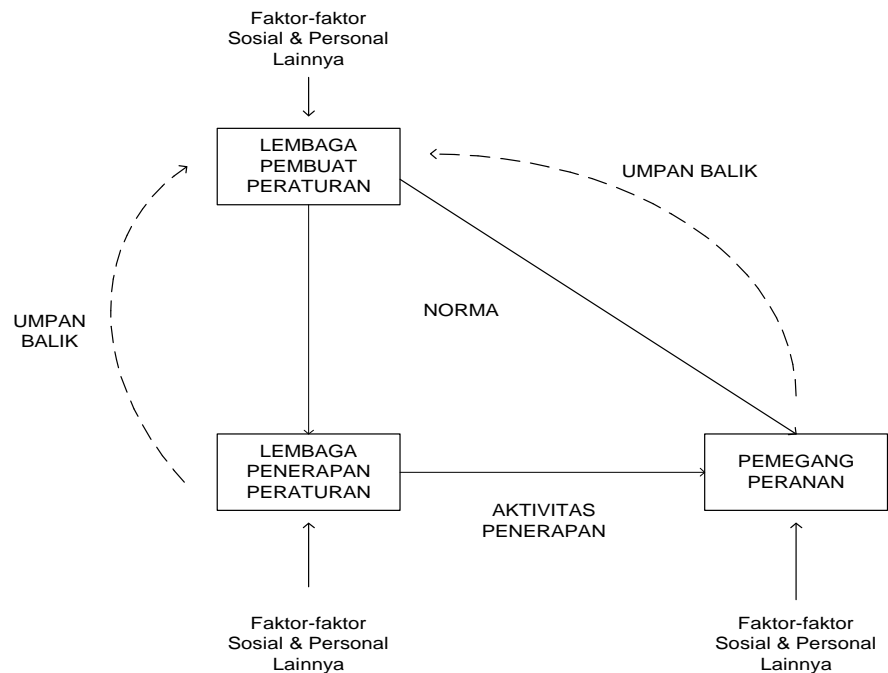 Faktor-faktor
Sosial & Personal
Lainnya
LEMBAGA
PEMBUAT
PERATURAN
UMPAN BALIK
UMPAN
BALIK
NORMA
LEMBAGA
PENERAPAN
PERATURAN
PEMEGANG
PERANAN
AKTIVITAS
PENERAPAN
Faktor-faktor
Sosial & Personal
Lainnya
Faktor-faktor
Sosial & Personal
Lainnya